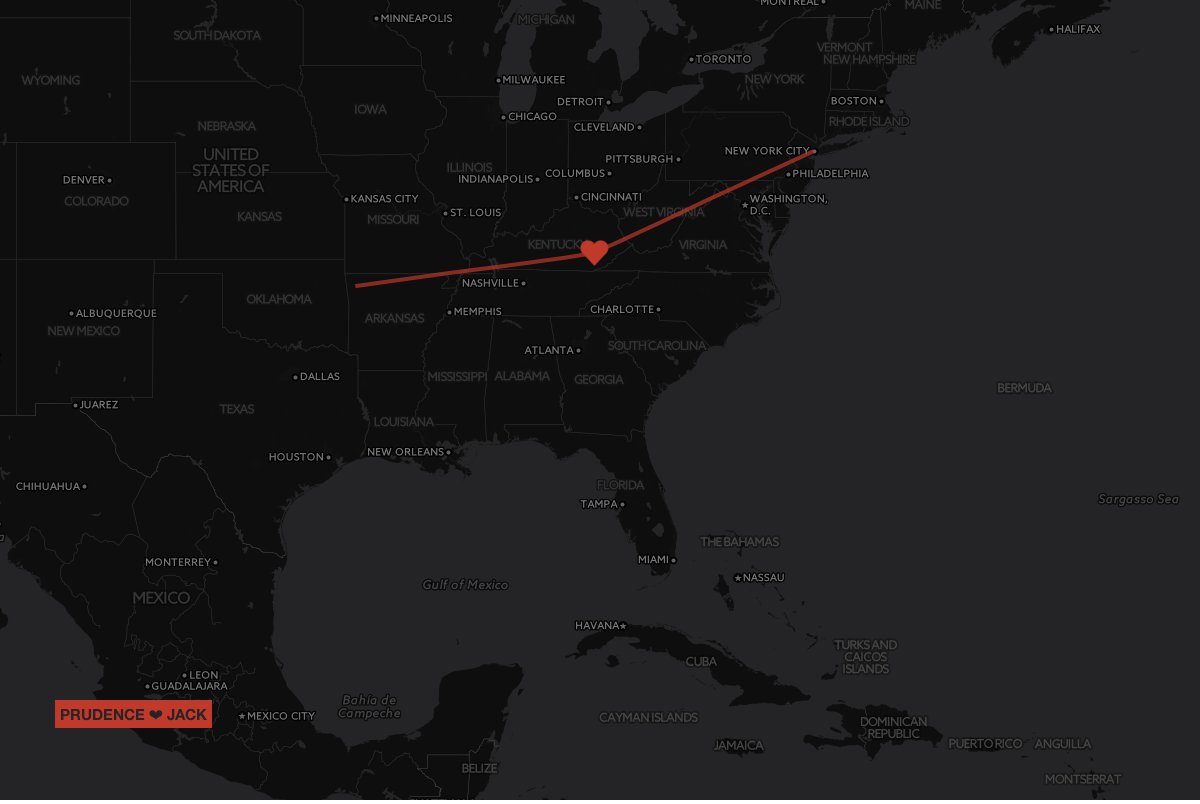 MONTREAL
MAINE
MINNEAPOLIS
MICHIGAN
HALIFAX
SOUTH DAKOTA
VERMONT
NEW HAMPSHIRE
TORONTO
WYOMING
MILWAUKEE
NEW YORK
DETROIT
BOSTON
IOWA
CHICAGO
RHODE ISLAND
NEBRASKA
CLEVELAND
UNITED
STATES OF
AMERICA
NEW YORK CITY
PITTSBURGH
ILLINOIS
COLUMBUS
PHILADELPHIA
DENVER
INDIANAPOLIS
COLORADO
KANSAS CITY
CINCINNATI
WASHINGTON,
D.C.
KANSAS
MISSOURI
ST. LOUIS
WEST VIRGINIA
KENTUCK
VIRGINIA
NASHVILLE
OKLAHOMA
ALBUQUERQUE
MEMPHIS
CHARLOTTE
ARKANSAS
NEW MEXICO
ATLANTA
SOUTH CAROLINA
DALLAS
MISSISSIPPI
ALABAMA
GEORGIA
BERMUDA
JUAREZ
TEXAS
LOUISIANA
HOUSTON
NEW ORLEANS
CHIHUAHUA
FLORIDA
TAMPA
Sargasso Sea
THE BAHAMAS
MONTERREY
MIAMI
NASSAU
Gulf of Mexico
MEXICO
HAVANA
TURKS AND
CAICOS
ISLANDS
CUBA
LEON
GUADALAJARA
Bahía de
Campeche
PRUDENCE ❤ JACK
MEXICO CITY
CAYMAN ISLANDS
DOMINICAN
REPUBLIC
JAMAICA
PUERTO RICO
ANGUILLA
BELIZE
MONTSERRAT